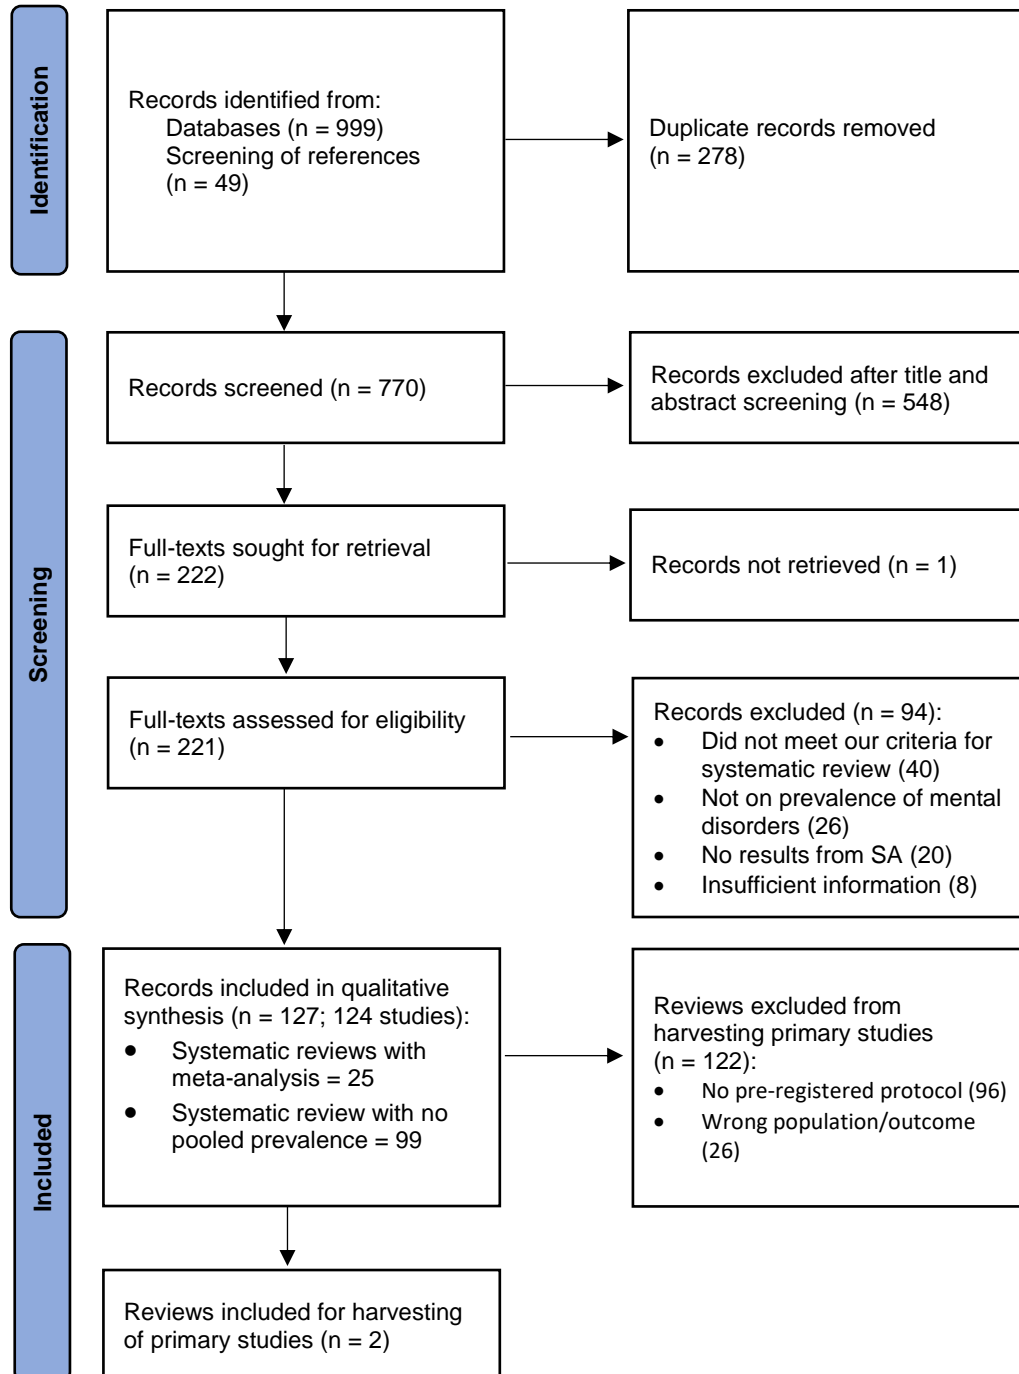 Identification
Records identified from:
Databases (n = 999)
Screening of references
(n = 49)
Duplicate records removed
(n = 278)
Screening
Records screened (n = 770)
Records excluded after title and
abstract screening (n = 548)
Full-texts sought for retrieval
(n = 222)
Records not retrieved (n = 1)
Full-texts assessed for eligibility
(n = 221)
Records excluded (n = 94):
• Did not meet our criteria for
systematic review (40)
• Not on prevalence of mental
disorders (26)
• No results from SA (20)
• Insufficient information (8)
Included
Records included in qualitative
synthesis (n = 127; 124 studies):
• Systematic reviews with
meta-analysis = 25
• Systematic review with no
pooled prevalence = 99
Reviews excluded from
harvesting primary studies
(n = 122):
• No pre-registered protocol (96)
• Wrong population/outcome
(26)
Reviews included for harvesting
of primary studies (n = 2)